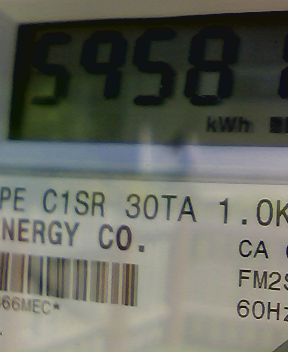 5958
kWh
PE C1SR 30TA 1.0K
NERGY CO.
CA
FM2S
66MEC*
60Hz